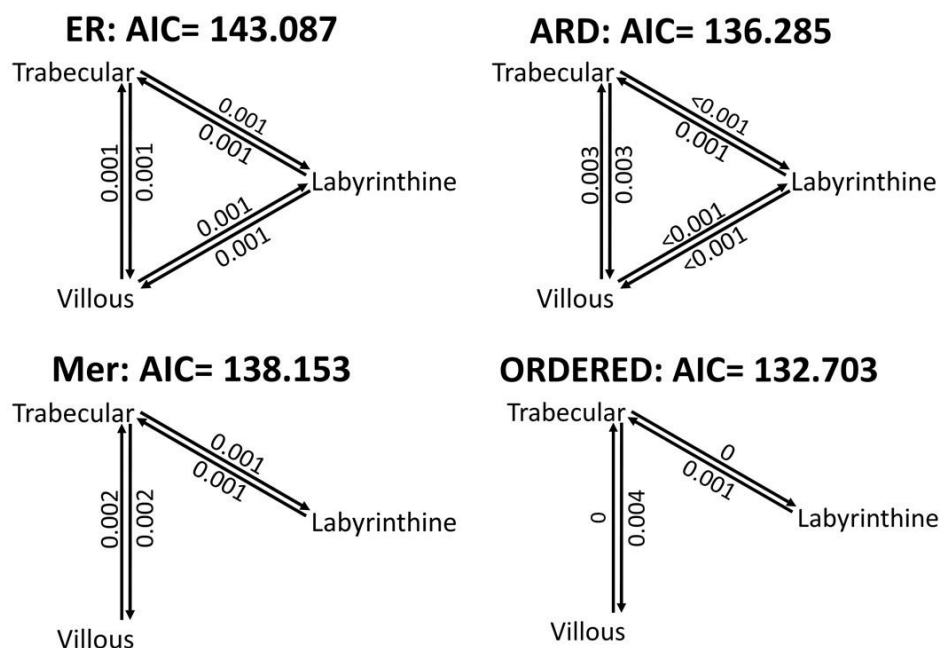 ER: AIC= 143.087
Trabecular
0.001
0.001
0.001
0.001
Labyrinthine
0.001
0.001
Villous
ARD: AIC= 136.285
Trabecular
<0.001
0.001
0.003
0.003
Labyrinthine
<0.001
<0.001
Villous
Mer: AIC= 138.153
Trabecular
0.001
0.001
0.002
0.002
Labyrinthine
Villous
ORDERED: AIC= 132.703
Trabecular
0
0.001
0
0.004
Labyrinthine
Villous